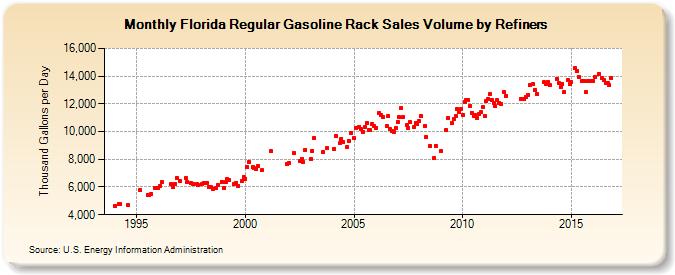 Monthly Florida Regular Gasoline Rack Sales Volume by Refiners
Thousand Gallons per Day
16,000
14,000
12,000
10,000
8,000
6,000
4,000
1995 2000 2005 2010 2015
Source: U.S. Energy Information Administration